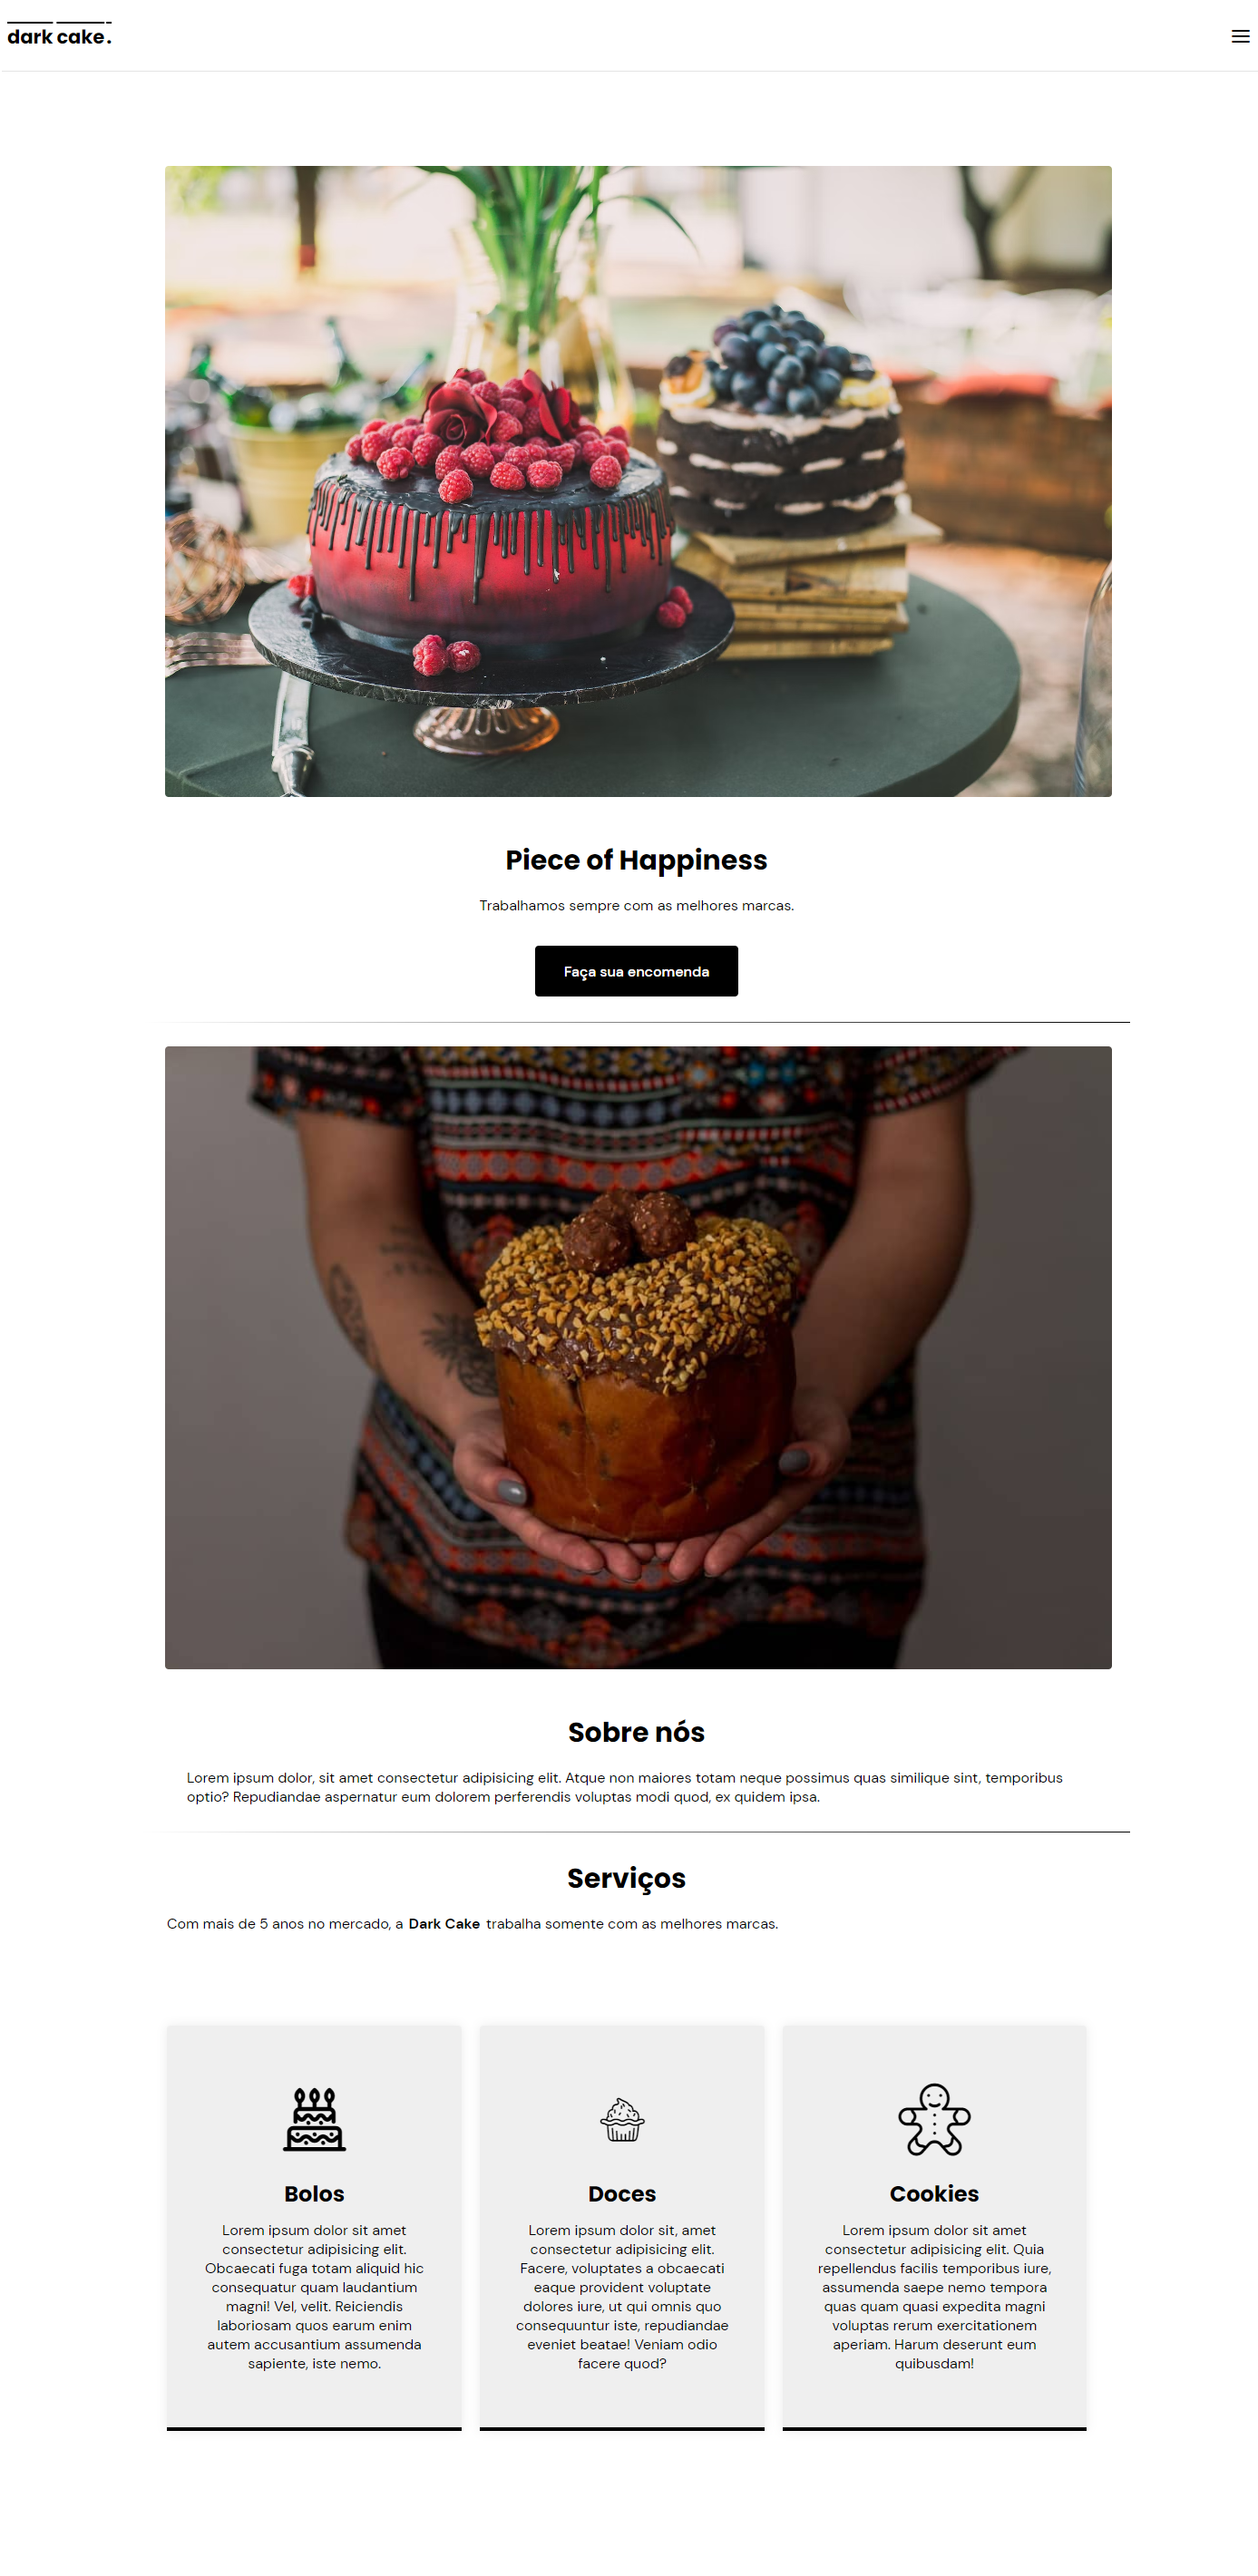 dark cake.
Piece of Happiness
Trabalhamos sempre com as melhores marcas.
Faça sua encomenda
Sobre nós
Lorem ipsum dolor, sit amet consectetur adipisicing elit. Atque non maiores totam neque possimus quas similique sint, temporibus
optio? Repudiandae aspernatur eum dolorem perferendis voluptas modi quod, ex quidem ipsa.
Serviços
Com mais de 5 anos no mercado, a Dark Cake trabalha somente com as melhores marcas.
Bolos
Lorem ipsum dolor sit amet
consectetur adipisicing elit.
Obcaecati fuga totam aliquid hic
consequatur quam laudantium
magni! Vel, velit. Reiciendis
laboriosam quos earum enim
autem accusantium assumenda
sapiente, iste nemo.
Doces
Lorem ipsum dolor sit, amet
consectetur adipisicing elit.
Facere, voluptates a obcaecati
eaque provident voluptate
dolores iure, ut qui omnis quo
consequuntur iste, repudiandae
eveniet beatae! Veniam odio
facere quod?
Cookies
Lorem ipsum dolor sit amet
consectetur adipisicing elit. Quia
repellendus facilis temporibus iure,
assumenda saepe nemo tempora
quas quam quasi expedita magni
voluptas rerum exercitationem
aperiam. Harum deserunt eum
quibusdam!